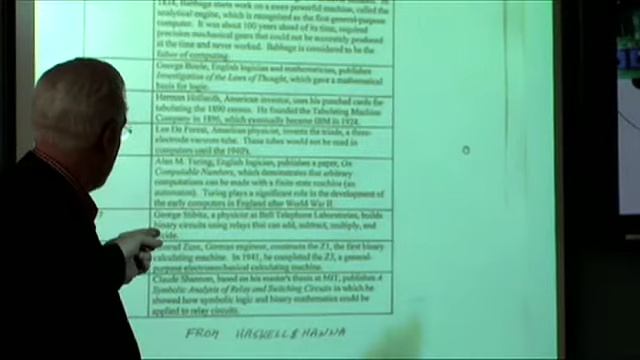 1834, Babbage starts work on a more powerful machine, called the
analytical engine, which is recognized as the first general-purpose
computer. It was about 100 years ahead of its time, required
precision mechanical gears that could not be accurately produced
at the time and never worked. Babbage is considered to be the
father of computing.
George Boole, English logician and mathematician, publishes
Investigation of the Laws of Thought, which gave a mathematical
basis for logic.
Herman Hollerith, American inventor, uses his punched cards for
tabulating the 1890 census. He founded the Tabulating Machine
Company in 1896, which eventually became IBM in 1924.
Lee De Forest, American physicist, invents the triode, a three-
electrode vacuum tube. These tubes would not be used in
computers until the 1940's.
Alan M. Turing, English logician, publishes a paper, On
Computable Numbers, which demonstrates that arbitrary
computations can be made with a finite state machine (an
automaton). Turing plays a significant role in the development of
the early computers in England after World War II.
George Stibitz, a physicist at Bell Telephone Laboratories, builds
binary circuits using relays that can add, subtract, multiply, and
Zuse, German engineer, constructs the Z1, the first binary
calculating machine. In 1941, he completed the Z3, a general-
purpose electromechanical calculating machine.
Claude Shannon, based on his master's thesis at MIT, publishes A
Symbolic Analysis of Relay and Switching Circuits in which he
showed how symbolic logic and binary mathematics could be
applied to relay circuits.
FROM HASKELL & HANNA